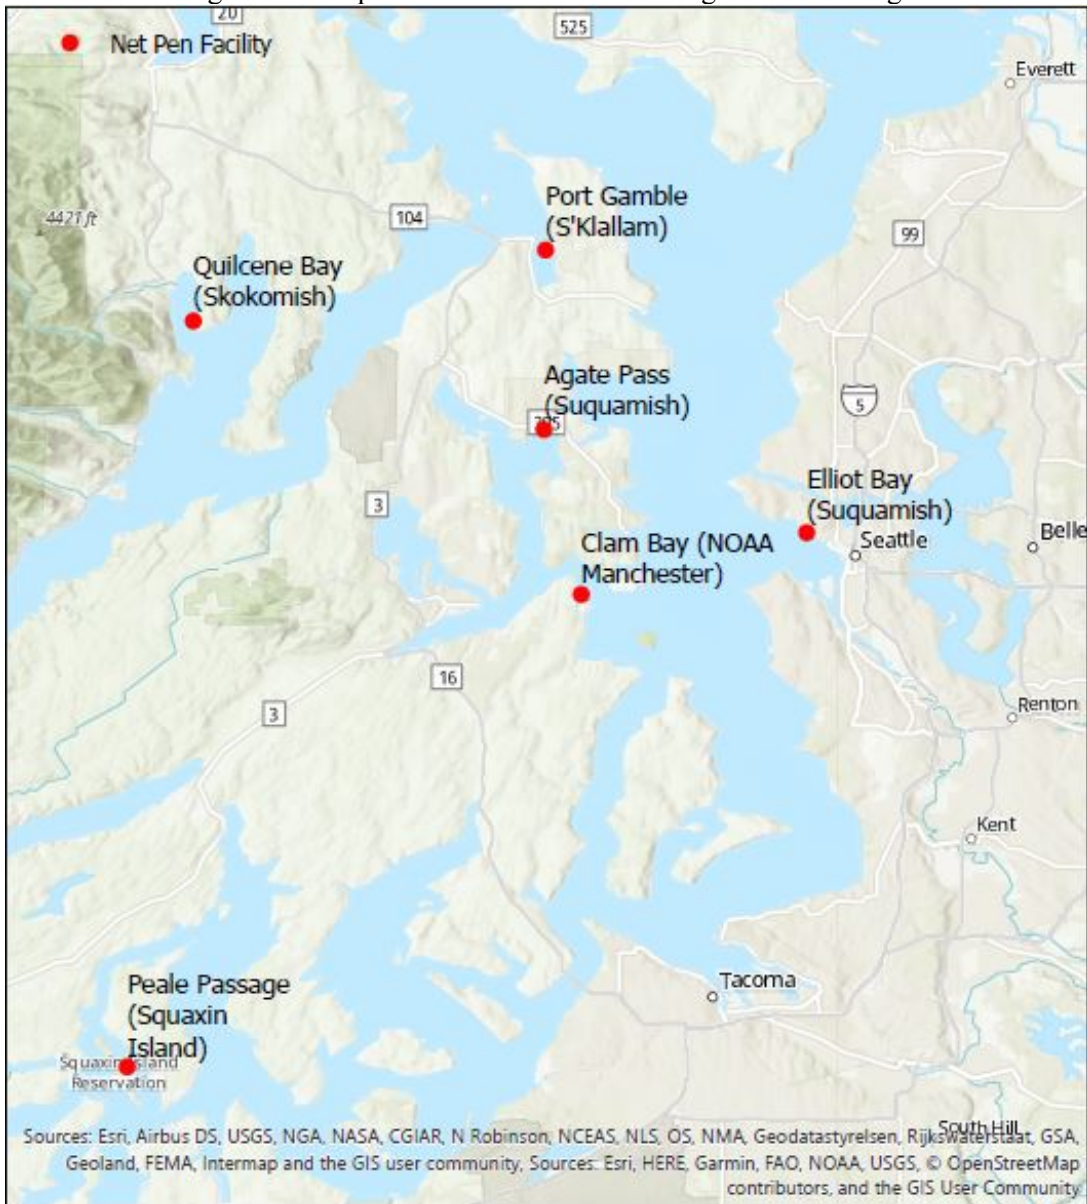 20
525
Net Pen Facility
Everett
4421 ft
104
Port Gamble
(S'Klallam)
99
Quilcene Bay
(Skokomish)
Agate Pass
(Suquamish)
5
3
Elliot Bay
(Suquamish)
Seattle
Belle
Clam Bay (NOAA
Manchester)
16
3
Renton
Kent
Peale Passage
(Squaxin
Island)
Tacoma
Squaxin Island
Reservation
South Hill
Sources: Esri, Airbus DS, USGS, NGA, NASA, CGIAR, N Robinson, NCEAS, NLS, OS, NMA, Geodatastyrelsen, Rijkswaterstaat, GSA,
Geoland, FEMA, Intermap and the GIS user community, Sources: Esri, HERE, Garmin, FAO, NOAA, USGS, © OpenStreetMap
contributors, and the GIS User Community